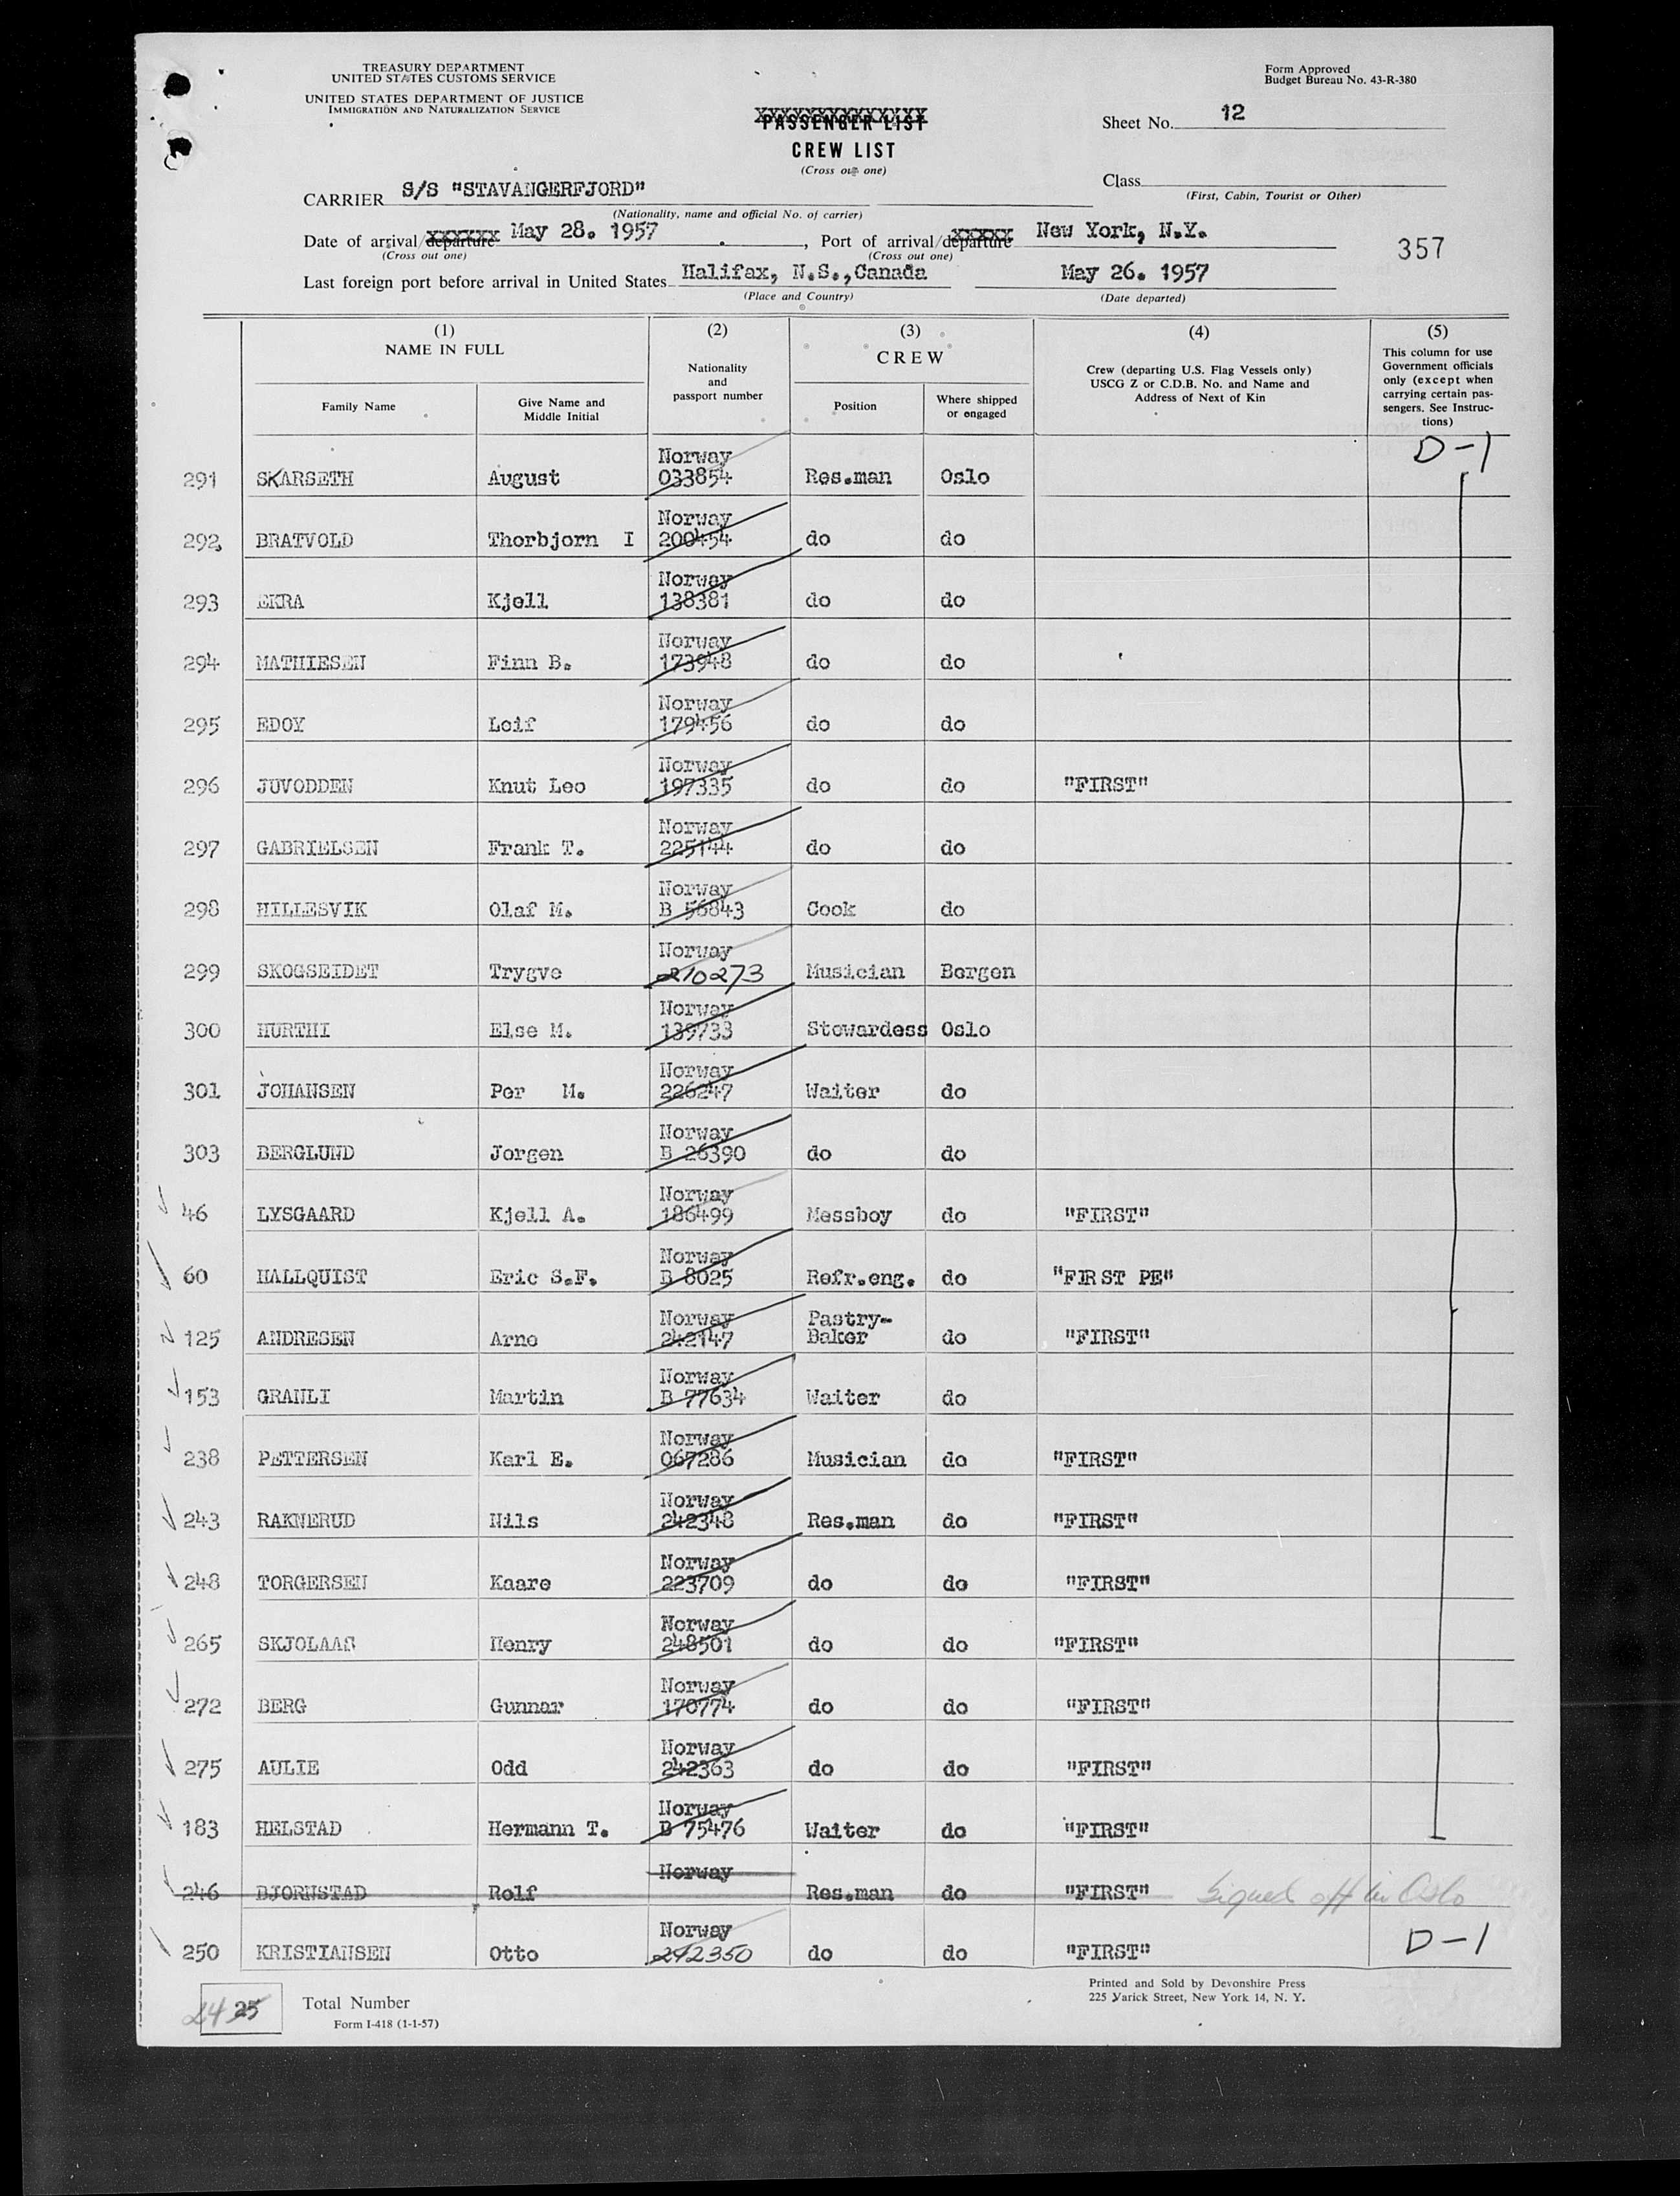 TREASURY DEPARTMENT
UNITED STATES CUSTOMS SERVICE
UNITED STATES DEPARTMENT OF JUSTICE
IMMIGRATION AND NATURALIZATION SERVICE
Form Approved
Budget Bureau No. 43-R-380
XXXXXXXXXXXXXX
PASSENGER LIST
CREW LIST
(Cross out one)
Sheet No. 12
Class
(First, Cabin, Tourist or Other)
CARRIER S/S "STAVANGERFJORD"
(Nationality, name and official No. of carrier)
Date of arrival/departure XXXXXX May 28. 1957, Port of arrival/departure XXXXX New York, N.Y.
(Cross out one) (Cross out one)
357
Last foreign port before arrival in United States Halifax, N.S.,Canada May 26. 1957
(Place and Country) (Date departed)
(1) NAME IN FULL
Family Name
Give Name and Middle Initial
(2) Nationality and passport number
(3) CREW
Position
Where shipped or engaged
(4) Crew (departing U.S. Flag Vessels only) USCG Z or C.D.B. No. and Name and Address of Next of Kin
(5) This column for use Government officials only (except when carrying certain passengers. See Instructions)
D-1
291 SKARSETH August Norway 033854 Res.man Oslo
292 BRATVOLD Thorbjorn I Norway 200454 do do
293 EKRA Kjell Norway 138381 do do
294 MATHIESEN Finn B. Norway 173948 do do
295 EDOY Leif Norway 179456 do do
296 JUVODDEN Knut Leo Norway 197335 do do "FIRST"
297 GABRIELSEN Frank T. Norway 225144 do do
298 HILLESVIK Olaf M. Norway B 56843 Cook do
299 SKOGSEIDET Trygve Norway 210273 Musician Bergen
300 HURTHI Else M. Norway 139733 Stewardess Oslo
301 JOHANSEN Per M. Norway 226247 Waiter do
303 BERGLUND Jorgen Norway B 26390 do do
46 LYSGAARD Kjell A. Norway 186499 Messboy do "FIRST"
60 HALLQUIST Eric S.F. Norway B 8025 Refr.eng. do "FIRST PE"
125 ANDRESEN Arne Norway 242147 Pastry-Baker do "FIRST"
153 GRANLI Martin Norway B 77634 Waiter do
238 PETTERSEN Karl E. Norway 067286 Musician do "FIRST"
243 RAKNERUD Nils Norway 242348 Res.man do "FIRST"
248 TORGERSEN Kaare Norway 223709 do do "FIRST"
265 SKJOLAAS Henry Norway 248501 do do "FIRST"
272 BERG Gunnar Norway 170774 do do "FIRST"
275 AULIE Odd Norway 242363 do do "FIRST"
183 HELSTAD Hermann T. Norway B 75476 Waiter do "FIRST"
246 BJORNSTAD Rolf Norway Res.man do "FIRST" Signed off in Oslo
250 KRISTIANSEN Otto Norway 242350 do do "FIRST" D-1
24 25 Total Number
Form I-418 (1-1-57)
Printed and Sold by Devonshire Press
225 Varick Street, New York 14, N. Y.